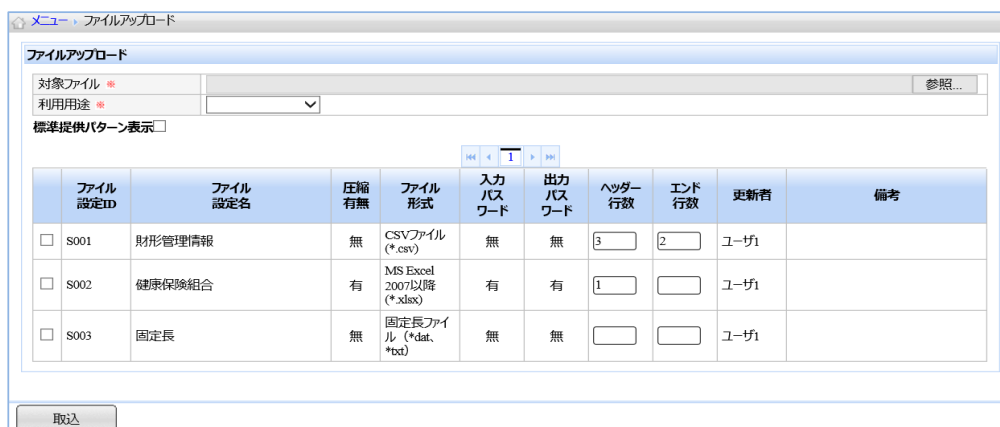 メニュー › ファイルアップロード
ファイルアップロード
対象ファイル ※ 参照...
利用用途 ※
標準提供パターン表示
1
ファイル設定ID ファイル設定名 圧縮有無 ファイル形式 入力パスワード 出力パスワード ヘッダー行数 エンド行数 更新者 備考
S001 財形管理情報 無 CSVファイル(*.csv) 無 無 3 2 ユーザ1
S002 健康保険組合 有 MS Excel 2007以降(*.xlsx) 有 有 1 ユーザ1
S003 固定長 無 固定長ファイル（*dat、*txt） 無 無 ユーザ1
取込